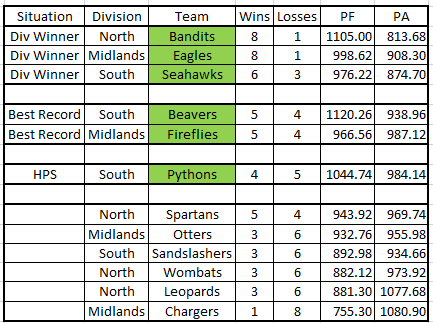 Situation Division Team Wins Losses PF PA
Div Winner North Bandits 8 1 1105.00 813.68
Div Winner Midlands Eagles 8 1 998.62 908.30
Div Winner South Seahawks 6 3 976.22 874.70
Best Record South Beavers 5 4 1120.26 938.96
Best Record Midlands Fireflies 5 4 966.56 987.12
HPS South Pythons 4 5 1044.74 984.14
North Spartans 5 4 943.92 969.74
Midlands Otters 3 6 932.76 955.98
South Sandslashers 3 6 892.98 934.66
North Wombats 3 6 882.12 973.92
North Leopards 3 6 881.30 1077.68
Midlands Chargers 1 8 755.30 1080.90